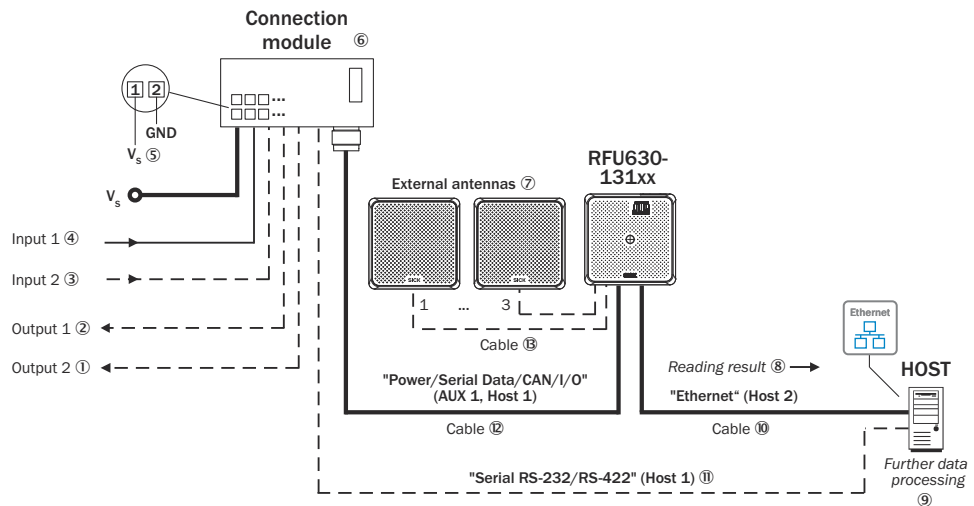 Connection
module ⑥
1 2
GND
Vs ⑤
Vs
Input 1 ④
Input 2 ③
Output 1 ②
Output 2 ①
External antennas ⑦
SICK
SICK
1 ... 3
Cable ⑬
RFU630-
131xx
"Power/Serial Data/CAN/I/O"
(AUX 1, Host 1)
Cable ⑫
Reading result ⑧
"Ethernet“ (Host 2)
Cable ⑩
Ethernet
HOST
Further data
processing
⑨
"Serial RS-232/RS-422" (Host 1) ⑪